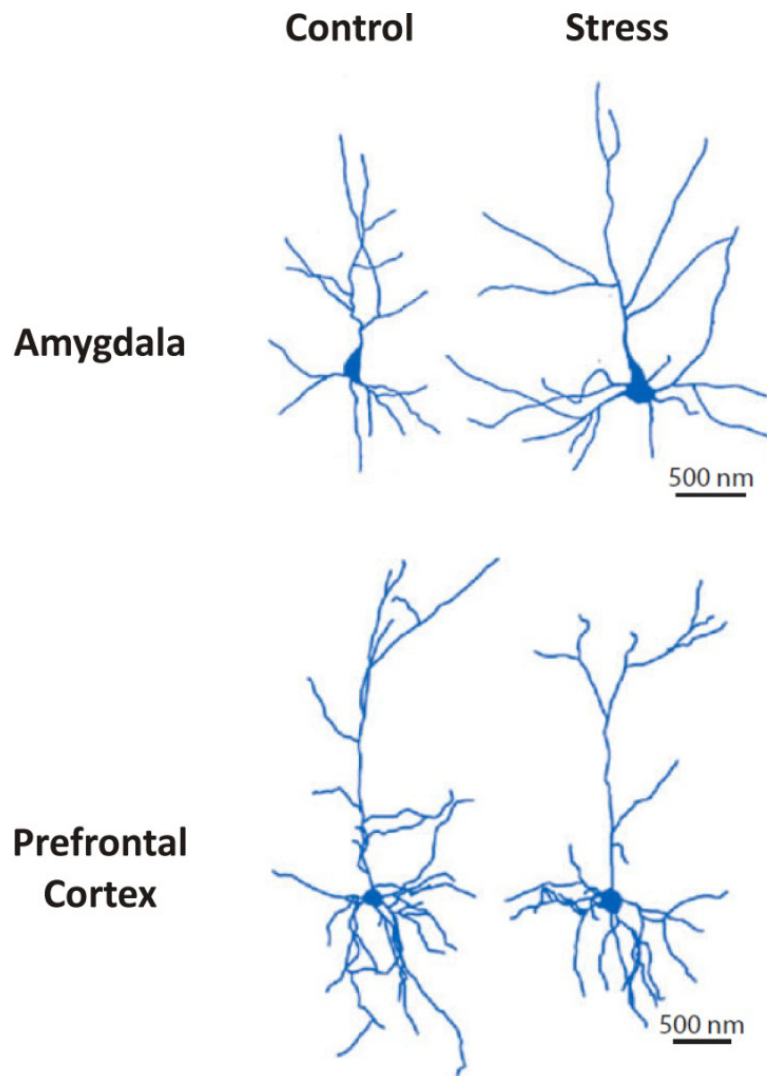 Control
Stress
Amygdala
500 nm
Prefrontal
Cortex
500 nm